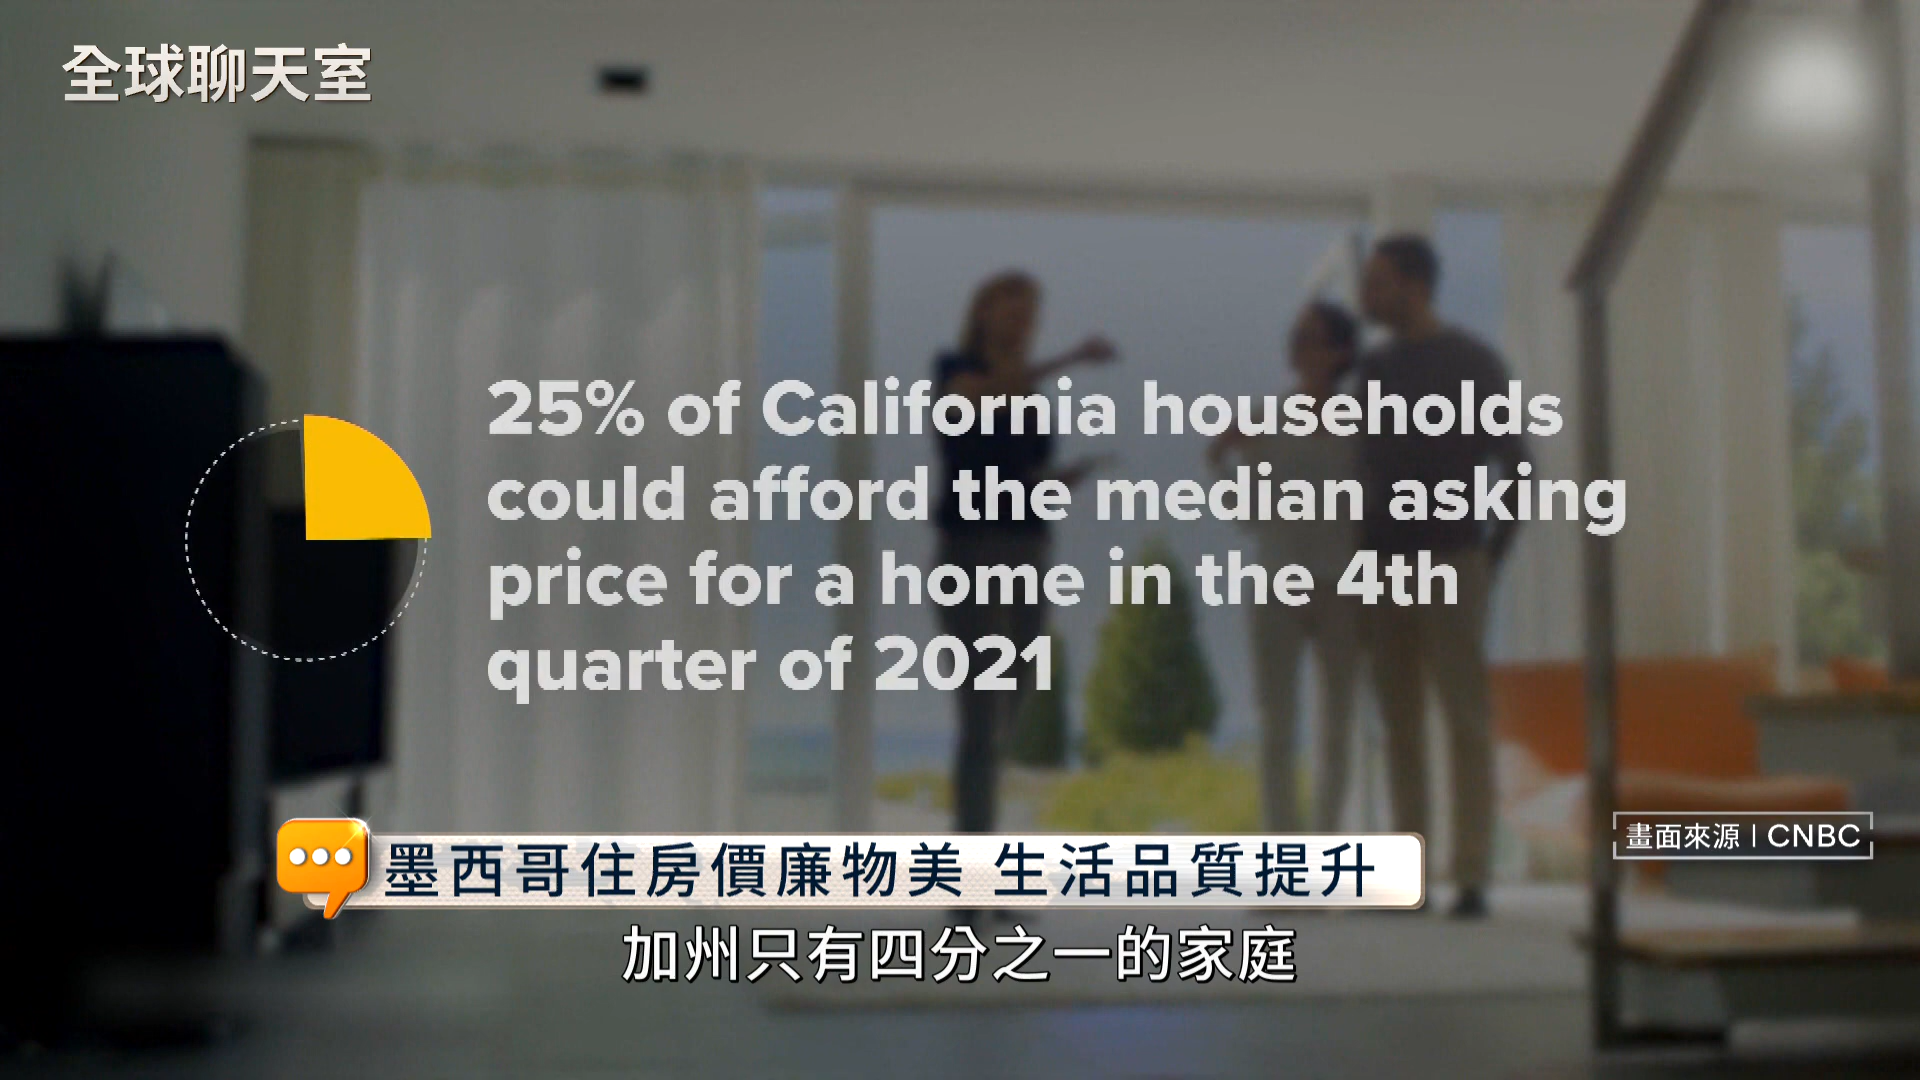 全球聊天室
25% of California households
could afford the median asking
price for a home in the 4th
quarter of 2021
畫面來源 | CNBC
墨西哥住房價廉物美 生活品質提升
加州只有四分之一的家庭